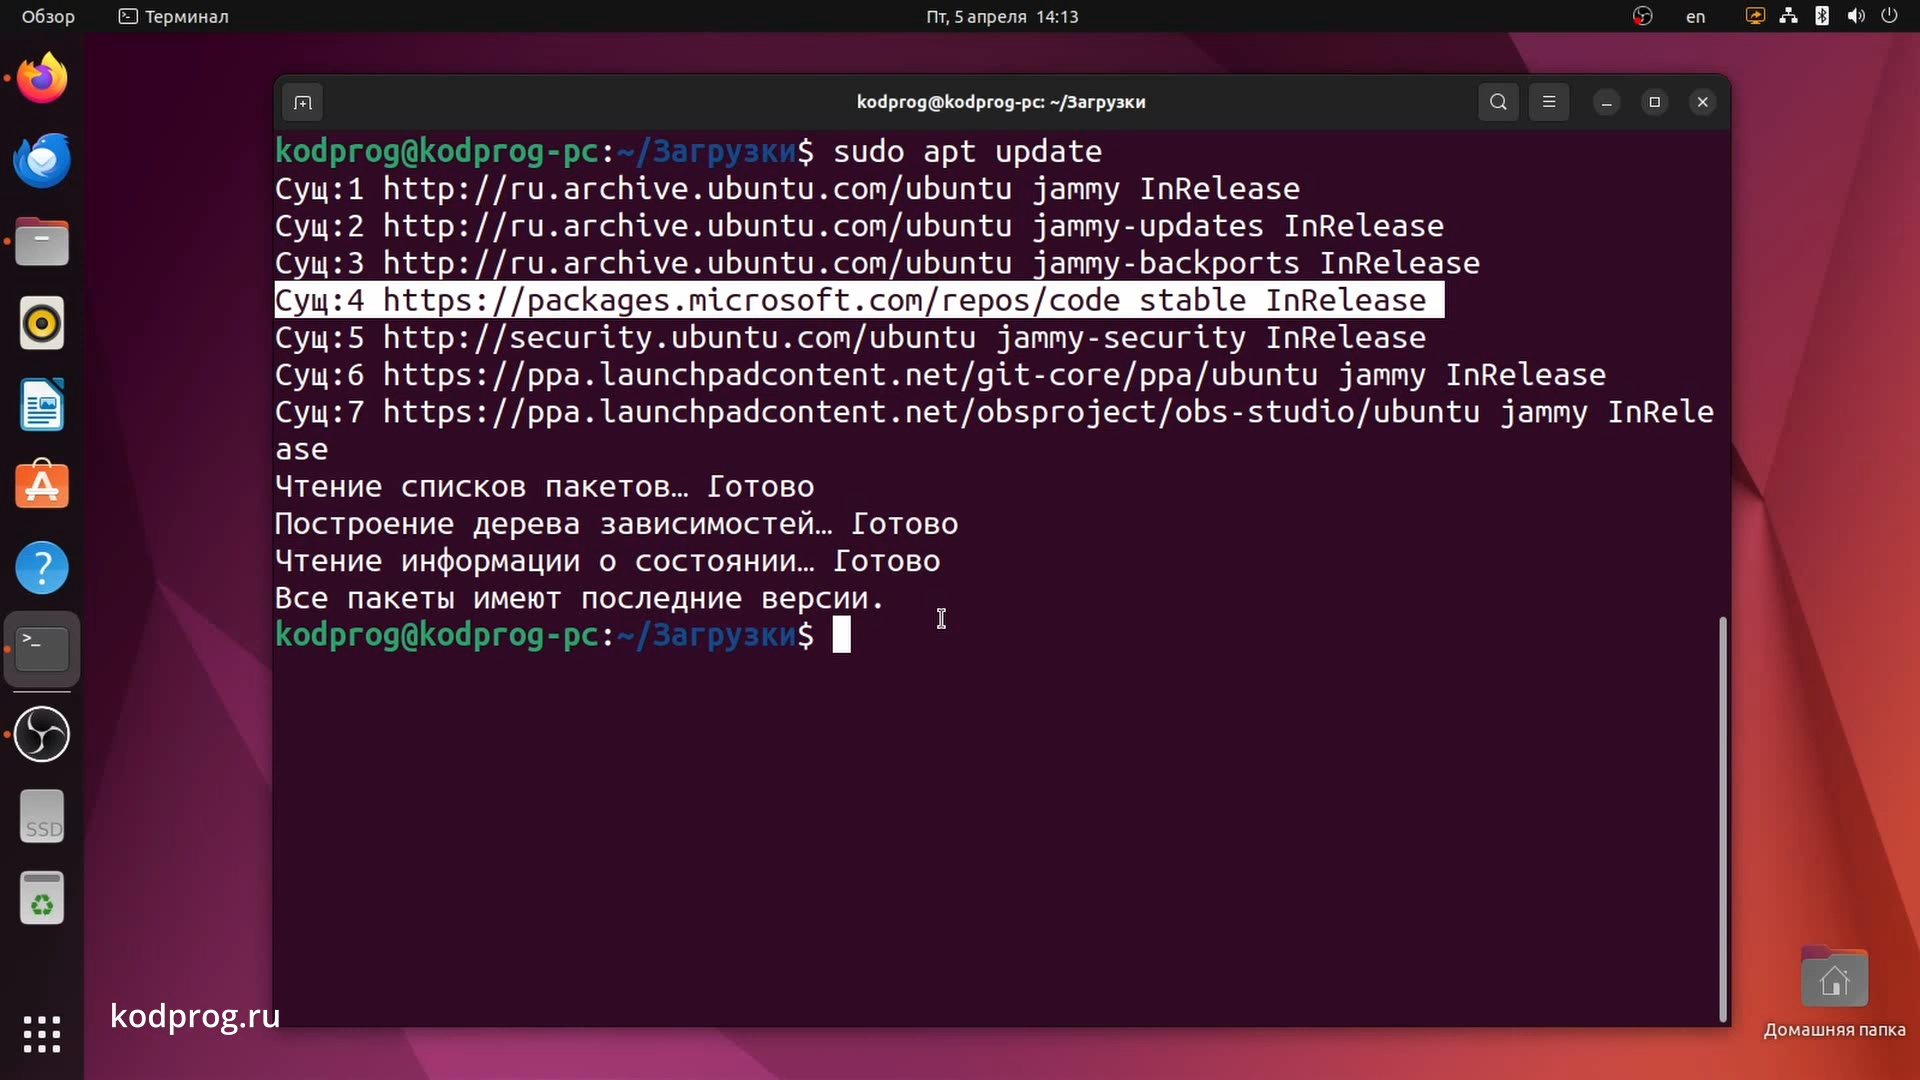 Обзор
Терминал
Пт, 5 апреля 14:13
en
kodprog@kodprog-pc: ~/Загрузки
kodprog@kodprog-pc:~/Загрузки$ sudo apt update
Сущ:1 http://ru.archive.ubuntu.com/ubuntu jammy InRelease
Сущ:2 http://ru.archive.ubuntu.com/ubuntu jammy-updates InRelease
Сущ:3 http://ru.archive.ubuntu.com/ubuntu jammy-backports InRelease
Сущ:4 https://packages.microsoft.com/repos/code stable InRelease
Сущ:5 http://security.ubuntu.com/ubuntu jammy-security InRelease
Сущ:6 https://ppa.launchpadcontent.net/git-core/ppa/ubuntu jammy InRelease
Сущ:7 https://ppa.launchpadcontent.net/obsproject/obs-studio/ubuntu jammy InRele
ase
Чтение списков пакетов… Готово
Построение дерева зависимостей… Готово
Чтение информации о состоянии… Готово
Все пакеты имеют последние версии.
kodprog@kodprog-pc:~/Загрузки$
SSD
kodprog.ru
Домашняя папка